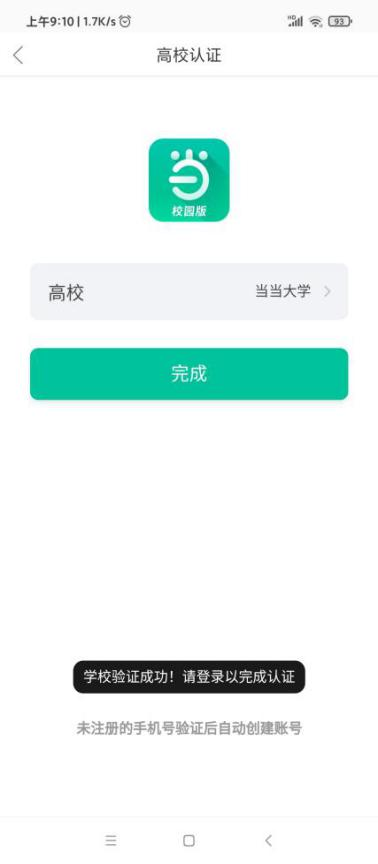 上午9:10 | 1.7K/s
HD
93
高校认证
校园版
高校
当当大学
完成
学校验证成功！请登录以完成认证
未注册的手机号验证后自动创建账号